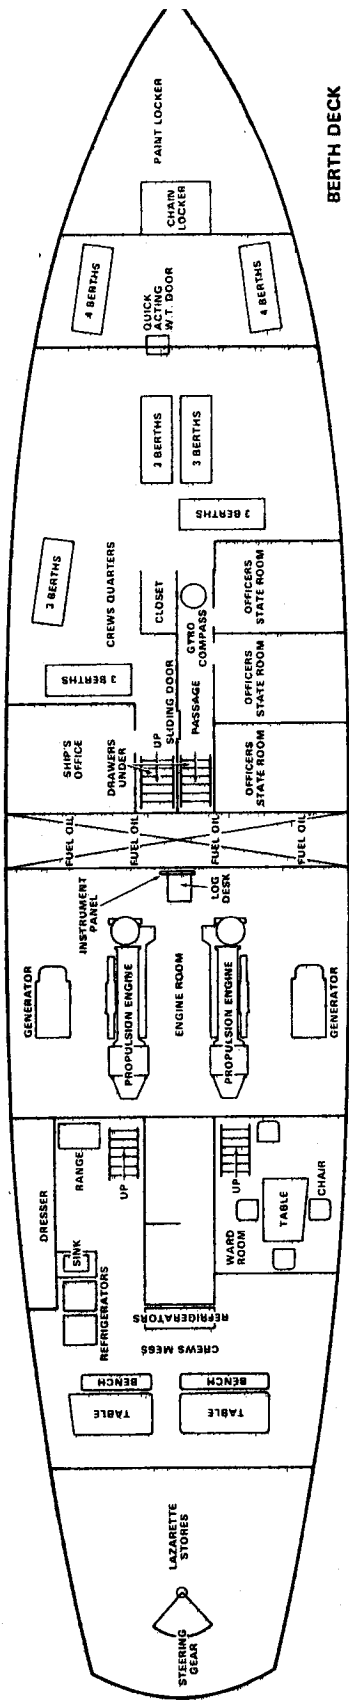 BERTH DECK
PAINT LOCKER
CHAIN
LOCKER
4 BERTHS
QUICK
ACTING
W.T. DOOR
4 BERTHS
3 BERTHS
3 BERTHS
3 BERTHS
3 BERTHS
CREWS QUARTERS
CLOSET
GYRO
COMPASS
OFFICERS
STATE ROOM
3 BERTHS
SLIDING DOOR
PASSAGE
OFFICERS
STATE ROOM
SHIP'S
OFFICE
DRAWERS
UNDER
UP
OFFICERS
STATE ROOM
FUEL OIL
FUEL OIL
FUEL OIL
FUEL OIL
INSTRUMENT
PANEL
LOG
DESK
GENERATOR
PROPULSION ENGINE
ENGINE ROOM
PROPULSION ENGINE
GENERATOR
DRESSER
RANGE
UP
UP
SINK
WARD
ROOM
TABLE
CHAIR
REFRIGERATORS
REFRIGERATORS
CREWS MESS
BENCH
BENCH
TABLE
TABLE
LAZARETTE
STORES
STEERING
GEAR